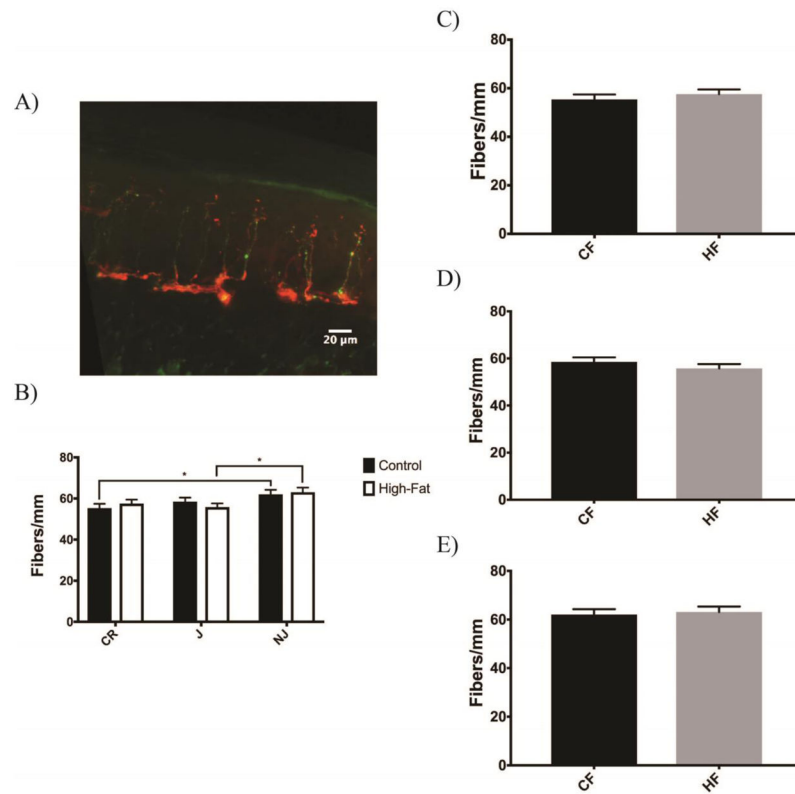 A)
20 µm
B)
Fibers/mm
80
60
40
20
0
CR
J
NJ
*
*
Control
High-Fat
C)
Fibers/mm
80
60
40
20
0
CF
HF
D)
Fibers/mm
80
60
40
20
0
CF
HF
E)
Fibers/mm
80
60
40
20
0
CF
HF